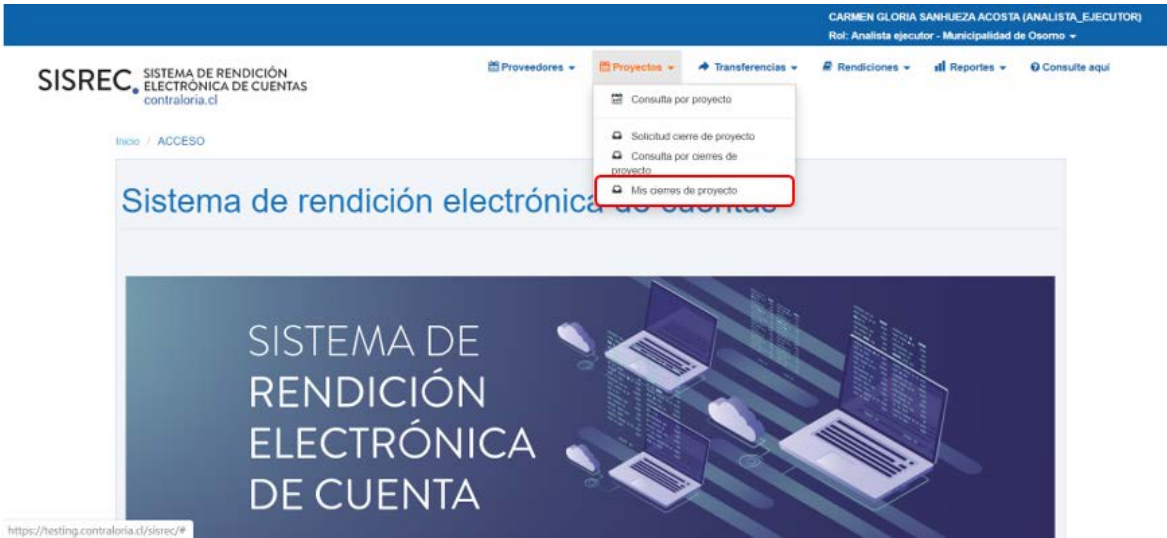 CARMEN GLORIA SANHUEZA ACOSTA (ANALISTA_EJECUTOR)
Rol: Analista ejecutor - Municipalidad de Osorno
SISREC. SISTEMA DE RENDICIÓN
ELECTRÓNICA DE CUENTAS
contraloria.cl
Proveedores Proyectos Transferencias Rendiciones Reportes Consulte aquí
Consulta por proyecto
Solicitud cierre de proyecto
Consulta por cierres de
proyecto
Mis cierres de proyecto
Inicio / ACCESO
Sistema de rendición electrónica de cuentas
SISTEMA DE
RENDICIÓN
ELECTRÓNICA
DE CUENTA
https://testing.contraloria.cl/sisrec/#